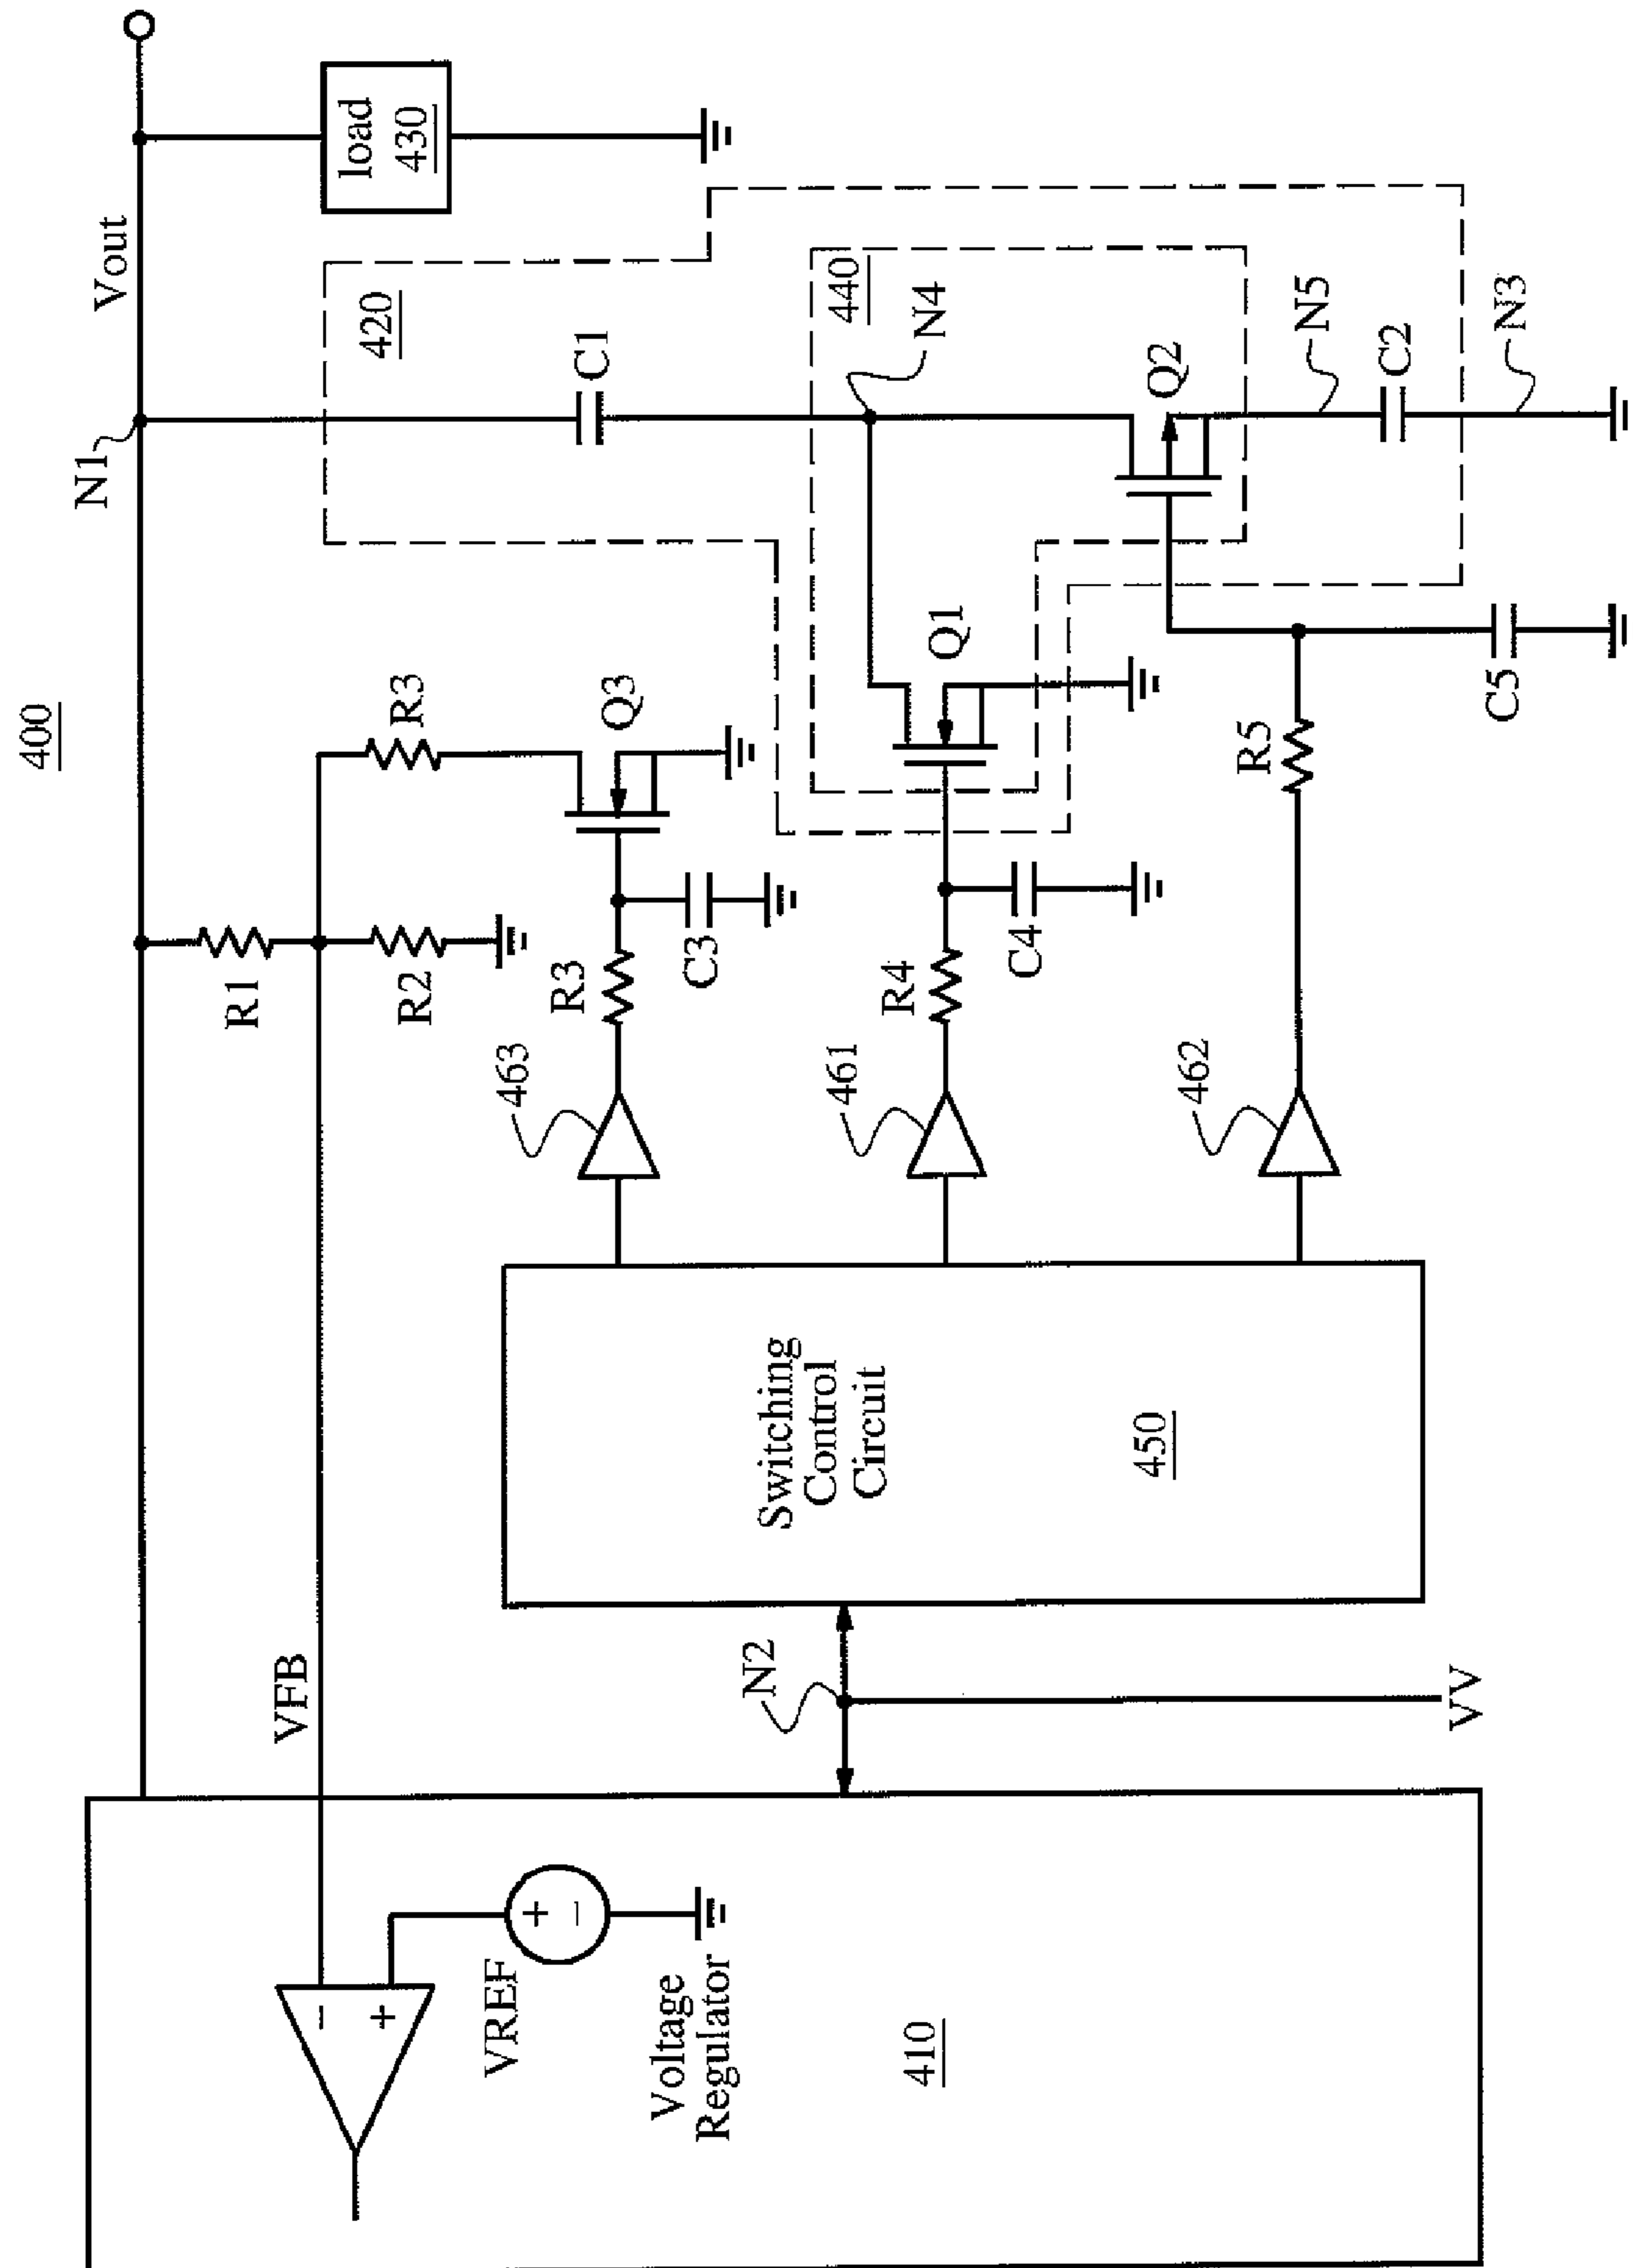 400
Vout
N1
load
430
420
C1
440
N4
Q1
Q2
N5
C2
N3
R1
R2
R3
Q3
R3
C3
R4
C4
R5
C5
463
461
462
VFB
Switching
Control
Circuit
450
N2
VV
-
+
+
-
VREF
Voltage
Regulator
410